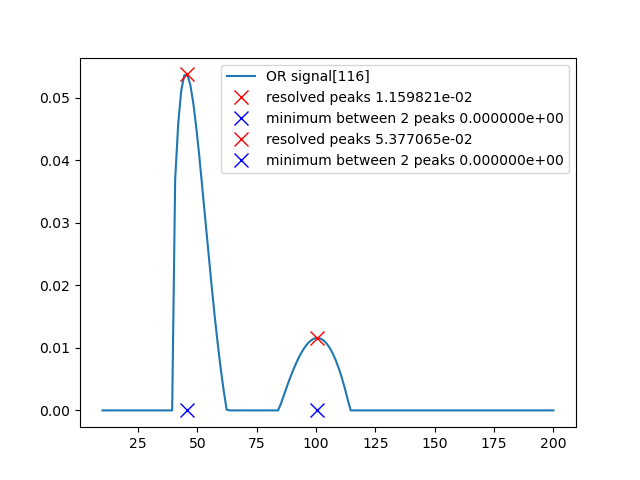 OR signal[116]
resolved peaks 1.159821e-02
minimum between 2 peaks 0.000000e+00
resolved peaks 5.377065e-02
minimum between 2 peaks 0.000000e+00
0.05
0.04
0.03
0.02
0.01
0.00
25 50 75 100 125 150 175 200